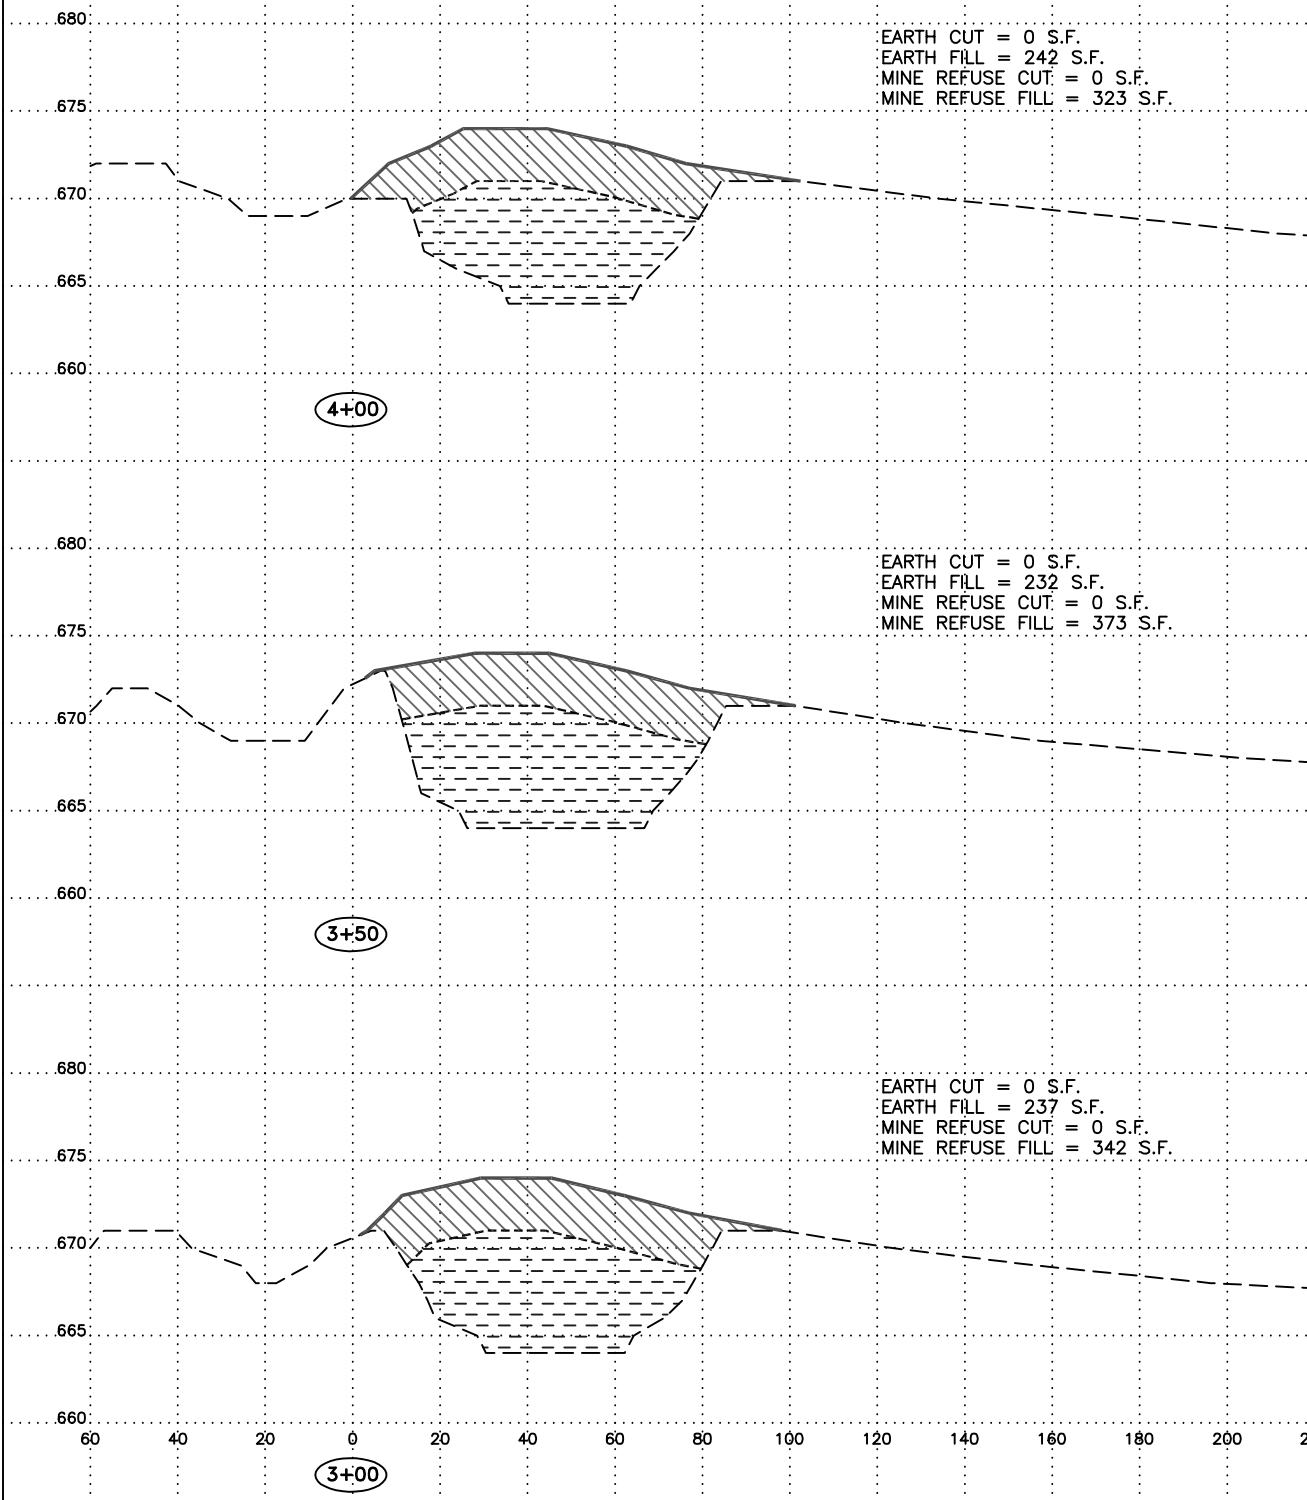 680
EARTH CUT = 0 S.F.
EARTH FILL = 242 S.F.
MINE REFUSE CUT = 0 S.F.
MINE REFUSE FILL = 323 S.F.
675
670
665
660
4+00
680
EARTH CUT = 0 S.F.
EARTH FILL = 232 S.F.
MINE REFUSE CUT = 0 S.F.
MINE REFUSE FILL = 373 S.F.
675
670
665
660
3+50
680
EARTH CUT = 0 S.F.
EARTH FILL = 237 S.F.
MINE REFUSE CUT = 0 S.F.
MINE REFUSE FILL = 342 S.F.
675
670
665
660
60 40 20 0 20 40 60 80 100 120 140 160 180 200
3+00